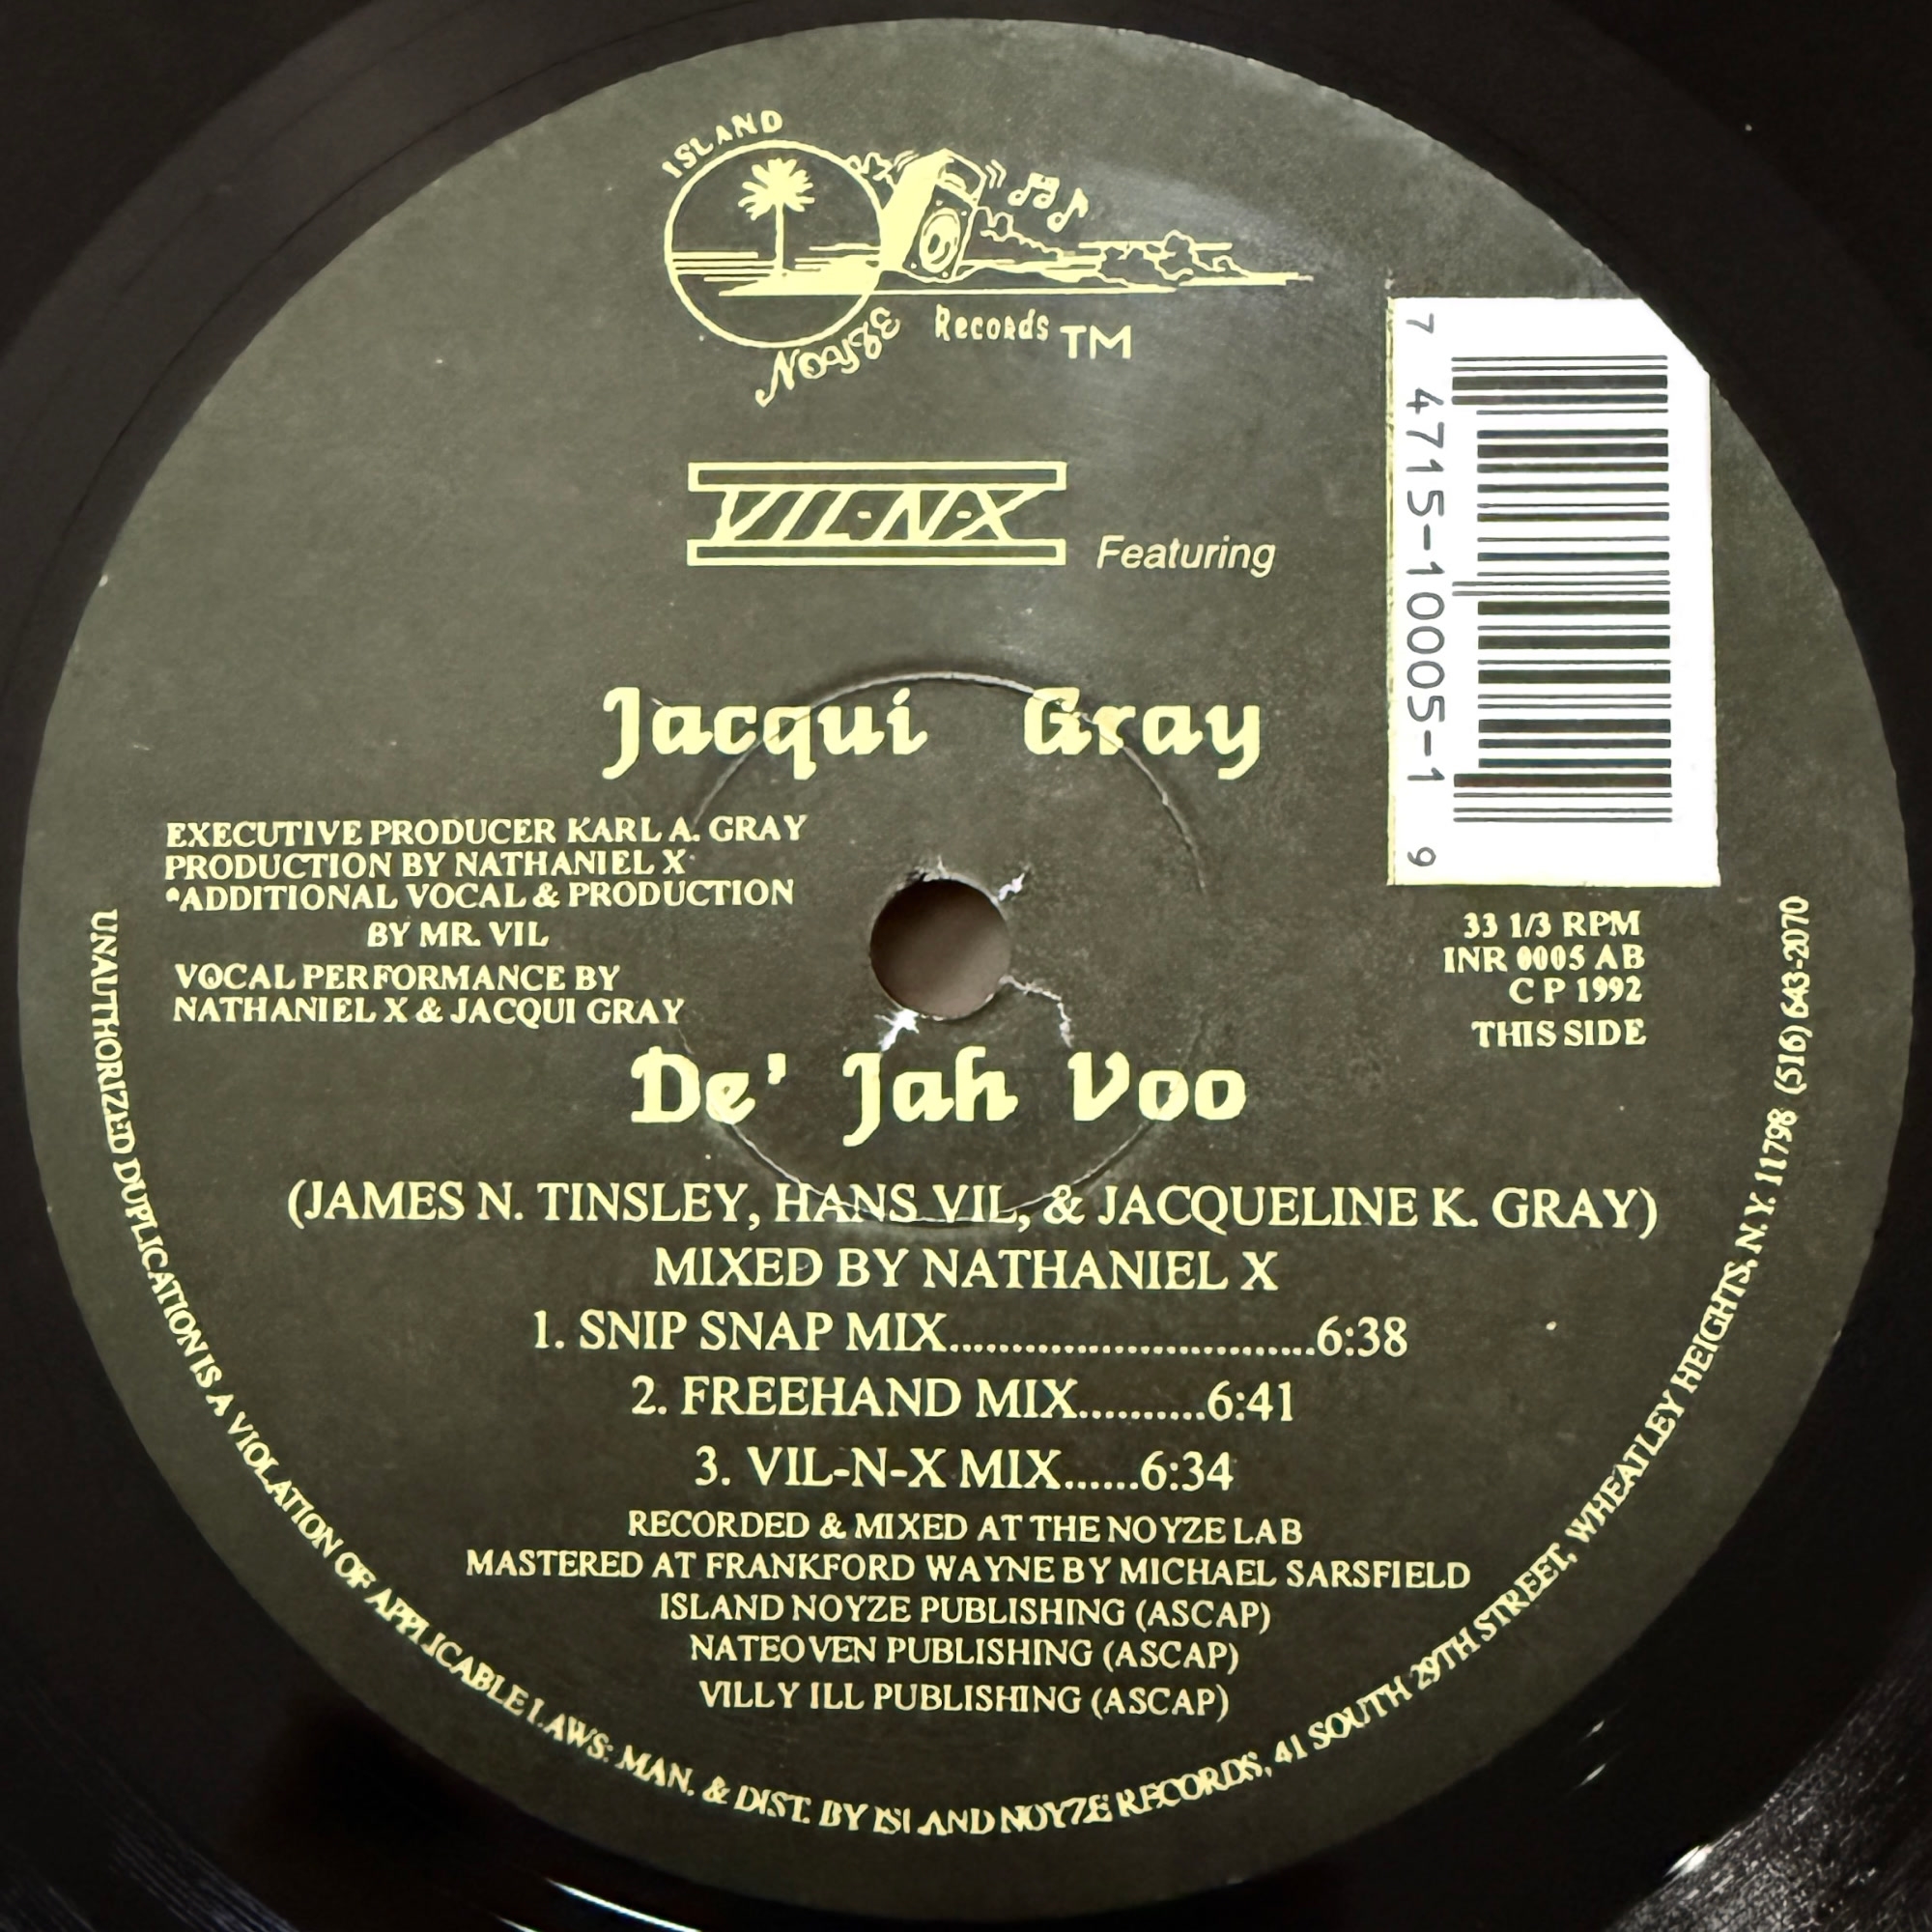 ISLAND
NOYZE
Records TM
VIL-N-X Featuring
Jacqui Gray
7 4715-10005-1 9
EXECUTIVE PRODUCER KARL A. GRAY
PRODUCTION BY NATHANIEL X
*ADDITIONAL VOCAL & PRODUCTION
BY MR. VIL
VOCAL PERFORMANCE BY
NATHANIEL X & JACQUI GRAY
33 1/3 RPM
INR 0005 AB
C P 1992
THIS SIDE
De' Jah Voo
(JAMES N. TINSLEY, HANS VIL, & JACQUELINE K. GRAY)
MIXED BY NATHANIEL X
1. SNIP SNAP MIX.............................6:38
2. FREEHAND MIX..........6:41
3. VIL-N-X MIX......6:34
RECORDED & MIXED AT THE NOYZE LAB
MASTERED AT FRANKFORD WAYNE BY MICHAEL SARSFIELD
ISLAND NOYZE PUBLISHING (ASCAP)
NATEOVEN PUBLISHING (ASCAP)
VILLY ILL PUBLISHING (ASCAP)
UNAUTHORIZED DUPLICATION IS A VIOLATION OF APPLICABLE LAWS: MAN. & DIST. BY ISLAND NOYZE RECORDS, 41 SOUTH 29TH STREET, WHEATLEY HEIGHTS, N.Y. 11798 (516) 643-2070